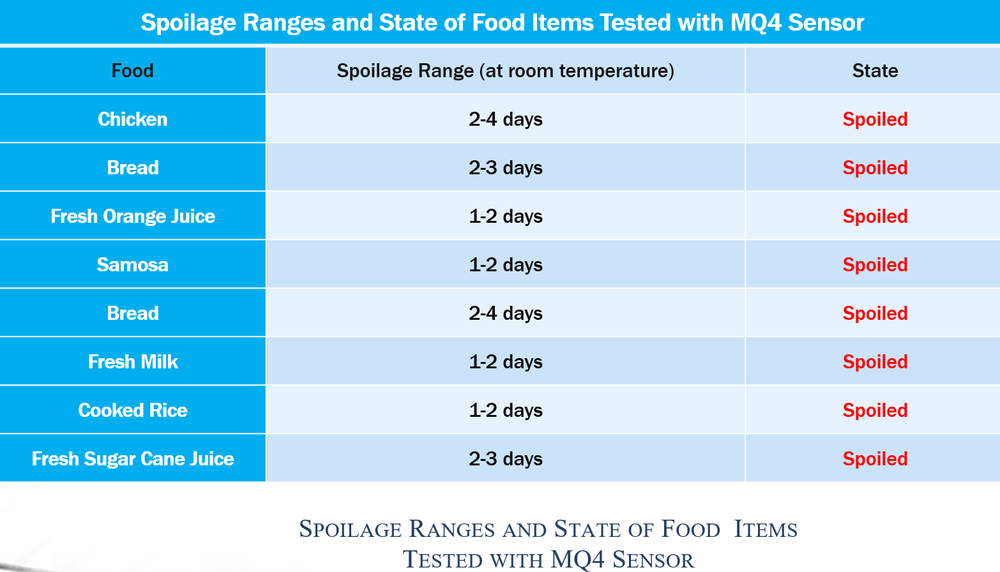 Spoilage Ranges and State of Food Items Tested with MQ4 Sensor
Food Spoilage Range (at room temperature) State
Chicken 2-4 days Spoiled
Bread 2-3 days Spoiled
Fresh Orange Juice 1-2 days Spoiled
Samosa 1-2 days Spoiled
Bread 2-4 days Spoiled
Fresh Milk 1-2 days Spoiled
Cooked Rice 1-2 days Spoiled
Fresh Sugar Cane Juice 2-3 days Spoiled
Spoilage Ranges and State of Food Items
Tested with MQ4 Sensor